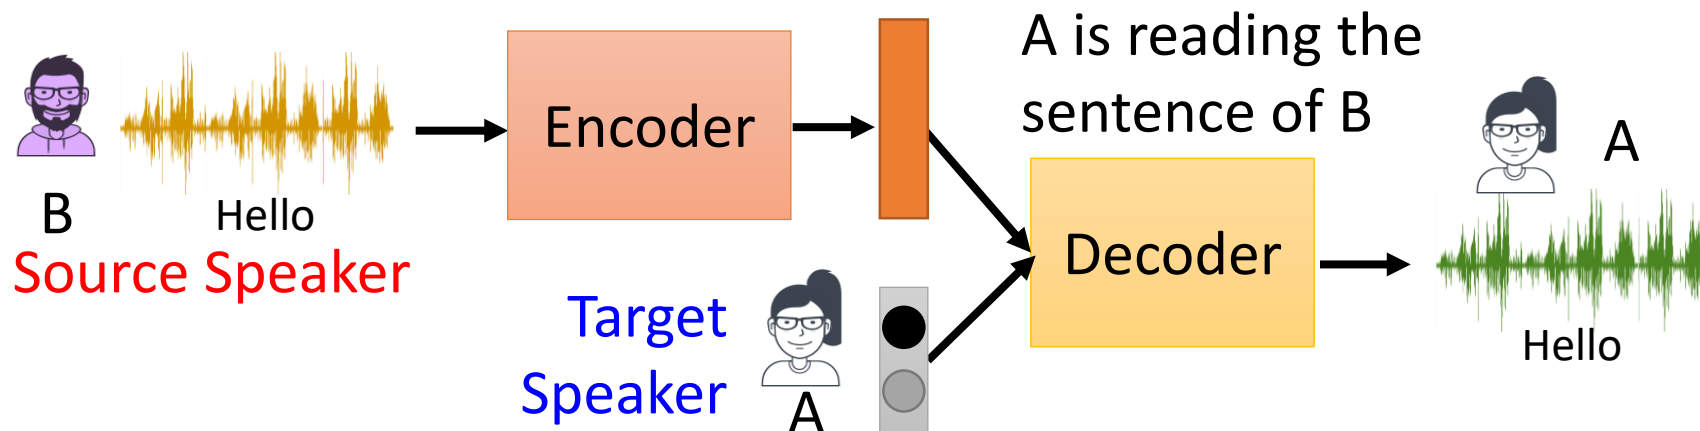 B
Hello
Source Speaker
Encoder
A is reading the
sentence of B
Target
Speaker
A
Decoder
A
Hello